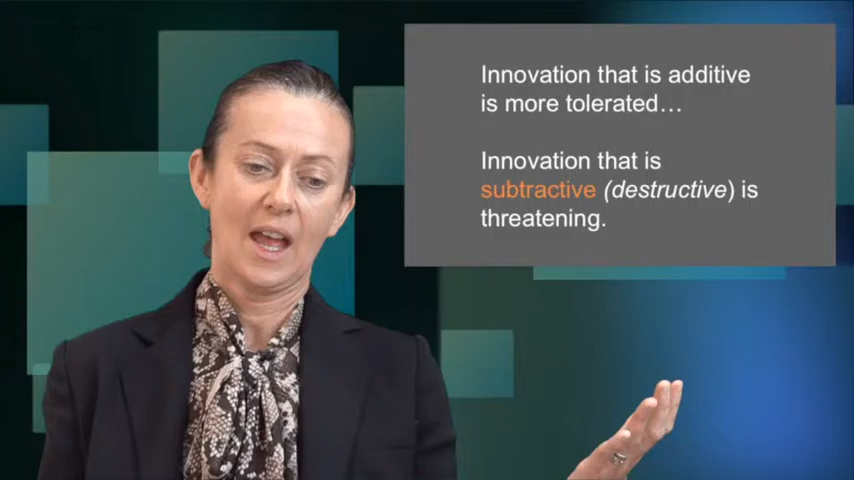 Innovation that is additive
is more tolerated…
Innovation that is
subtractive (destructive) is
threatening.